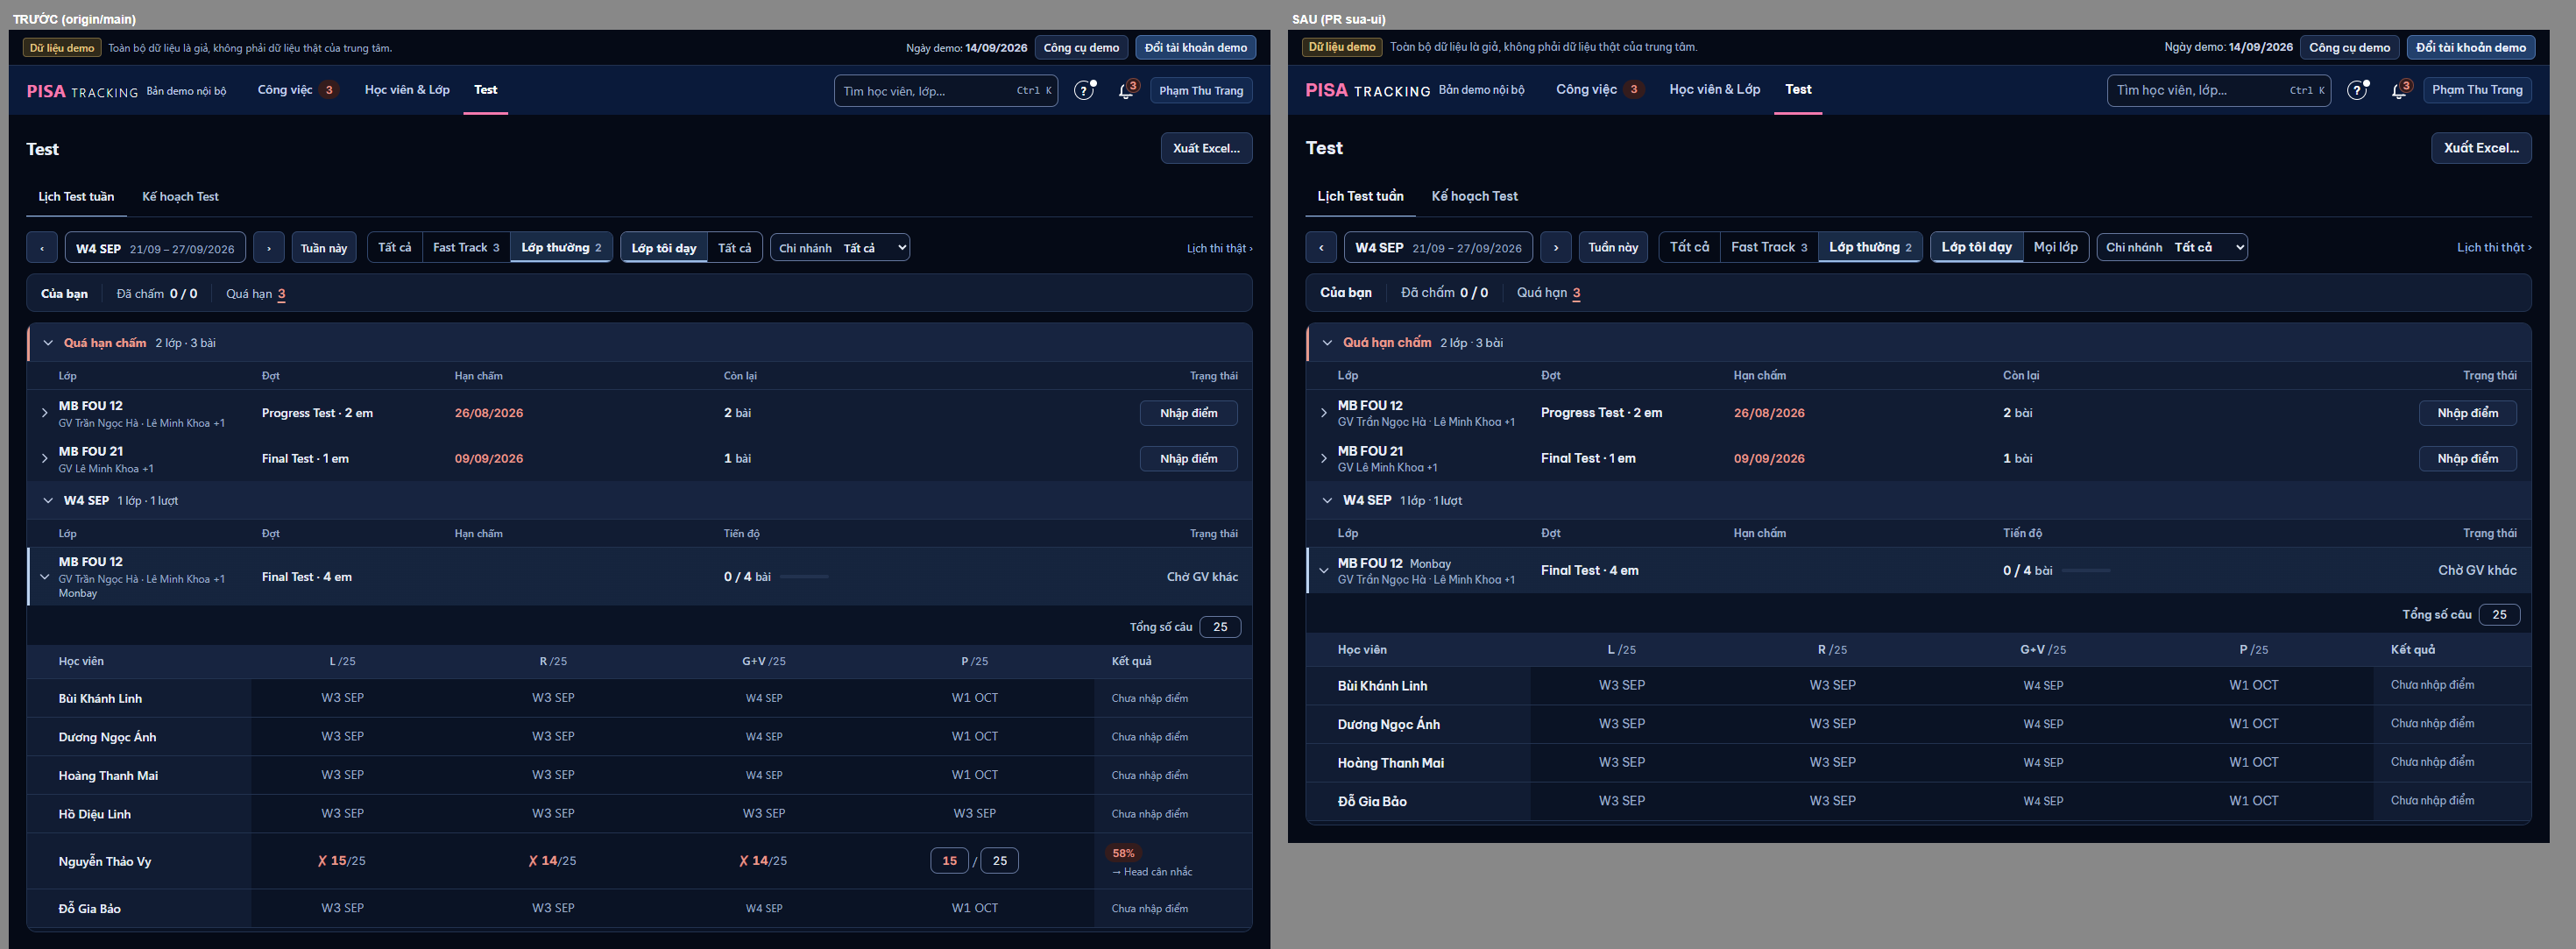 TRƯỚC (origin/main)
Dữ liệu demo Toàn bộ dữ liệu là giả, không phải dữ liệu thật của trung tâm. Ngày demo: 14/09/2026 Công cụ demo Đổi tài khoản demo
PISA TRACKING Bản demo nội bộ Công việc 3 Học viên & Lớp Test Tìm học viên, lớp... Ctrl K ? 3 Phạm Thu Trang
Test Xuất Excel...
Lịch Test tuần Kế hoạch Test
‹ W4 SEP 21/09 – 27/09/2026 › Tuần này Tất cả Fast Track 3 Lớp thường 2 Lớp tôi dạy Tất cả Chi nhánh Tất cả Lịch thi thật ›
Của bạn Đã chấm 0 / 0 Quá hạn 3
Quá hạn chấm 2 lớp · 3 bài
Lớp Đợt Hạn chấm Còn lại Trạng thái
MB FOU 12
GV Trần Ngọc Hà · Lê Minh Khoa +1
Progress Test · 2 em 26/08/2026 2 bài Nhập điểm
MB FOU 21
GV Lê Minh Khoa +1
Final Test · 1 em 09/09/2026 1 bài Nhập điểm
W4 SEP 1 lớp · 1 lượt
Lớp Đợt Hạn chấm Tiến độ Trạng thái
MB FOU 12
GV Trần Ngọc Hà · Lê Minh Khoa +1
Monbay
Final Test · 4 em 0 / 4 bài Chờ GV khác
Tổng số câu 25
Học viên L /25 R /25 G+V /25 P /25 Kết quả
Bùi Khánh Linh W3 SEP W3 SEP W4 SEP W1 OCT Chưa nhập điểm
Dương Ngọc Ánh W3 SEP W3 SEP W4 SEP W1 OCT Chưa nhập điểm
Hoàng Thanh Mai W3 SEP W3 SEP W4 SEP W1 OCT Chưa nhập điểm
Hồ Diệu Linh W3 SEP W3 SEP W3 SEP W3 SEP Chưa nhập điểm
Nguyễn Thảo Vy ✗ 15/25 ✗ 14/25 ✗ 14/25 15 / 25 58%
→ Head cân nhắc
Đỗ Gia Bảo W3 SEP W3 SEP W4 SEP W1 OCT Chưa nhập điểm
SAU (PR sua-ui)
Dữ liệu demo Toàn bộ dữ liệu là giả, không phải dữ liệu thật của trung tâm. Ngày demo: 14/09/2026 Công cụ demo Đổi tài khoản demo
PISA TRACKING Bản demo nội bộ Công việc 3 Học viên & Lớp Test Tìm học viên, lớp... Ctrl K ? 3 Phạm Thu Trang
Test Xuất Excel...
Lịch Test tuần Kế hoạch Test
‹ W4 SEP 21/09 – 27/09/2026 › Tuần này Tất cả Fast Track 3 Lớp thường 2 Lớp tôi dạy Mọi lớp Chi nhánh Tất cả Lịch thi thật ›
Của bạn Đã chấm 0 / 0 Quá hạn 3
Quá hạn chấm 2 lớp · 3 bài
Lớp Đợt Hạn chấm Còn lại Trạng thái
MB FOU 12
GV Trần Ngọc Hà · Lê Minh Khoa +1
Progress Test · 2 em 26/08/2026 2 bài Nhập điểm
MB FOU 21
GV Lê Minh Khoa +1
Final Test · 1 em 09/09/2026 1 bài Nhập điểm
W4 SEP 1 lớp · 1 lượt
Lớp Đợt Hạn chấm Tiến độ Trạng thái
MB FOU 12 Monbay
GV Trần Ngọc Hà · Lê Minh Khoa +1
Final Test · 4 em 0 / 4 bài Chờ GV khác
Tổng số câu 25
Học viên L /25 R /25 G+V /25 P /25 Kết quả
Bùi Khánh Linh W3 SEP W3 SEP W4 SEP W1 OCT Chưa nhập điểm
Dương Ngọc Ánh W3 SEP W3 SEP W4 SEP W1 OCT Chưa nhập điểm
Hoàng Thanh Mai W3 SEP W3 SEP W4 SEP W1 OCT Chưa nhập điểm
Đỗ Gia Bảo W3 SEP W3 SEP W4 SEP W1 OCT Chưa nhập điểm